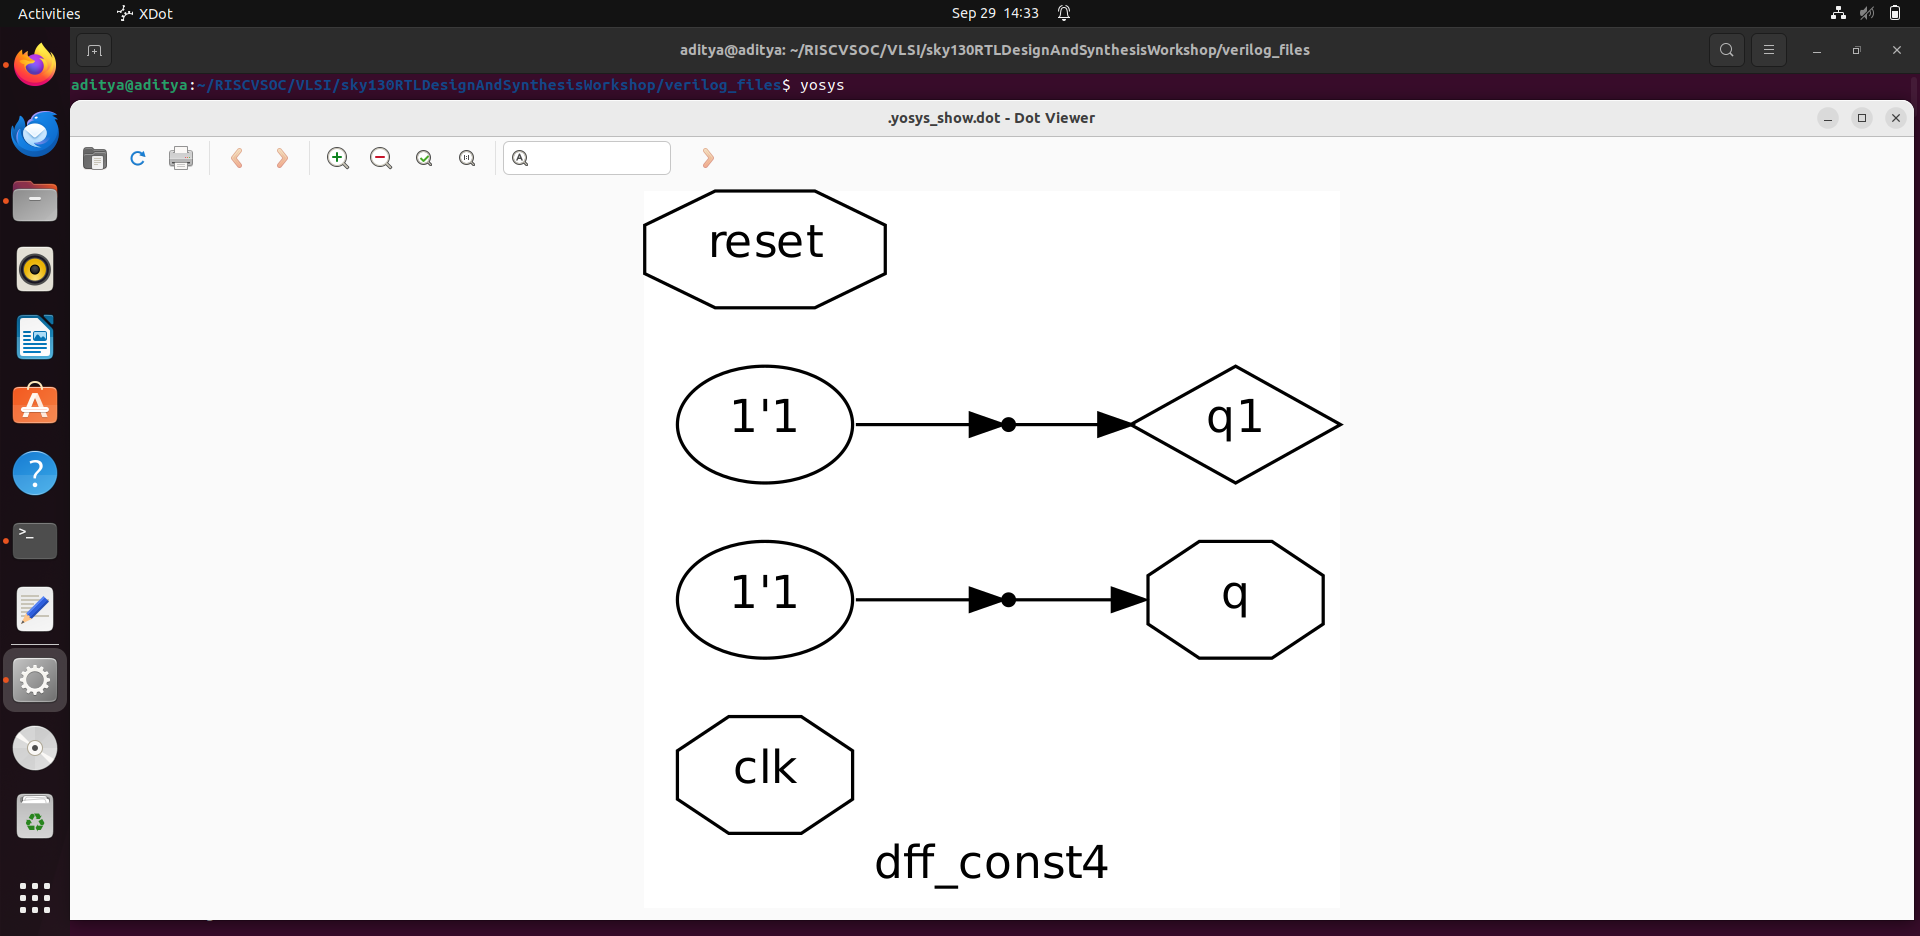 Activities XDot Sep 29 14:33
aditya@aditya: ~/RISCVSOC/VLSI/sky130RTLDesignAndSynthesisWorkshop/verilog_files
aditya@aditya:~/RISCVSOC/VLSI/sky130RTLDesignAndSynthesisWorkshop/verilog_files$ yosys
.yosys_show.dot - Dot Viewer
reset
1'1 q1
1'1 q
clk
dff_const4